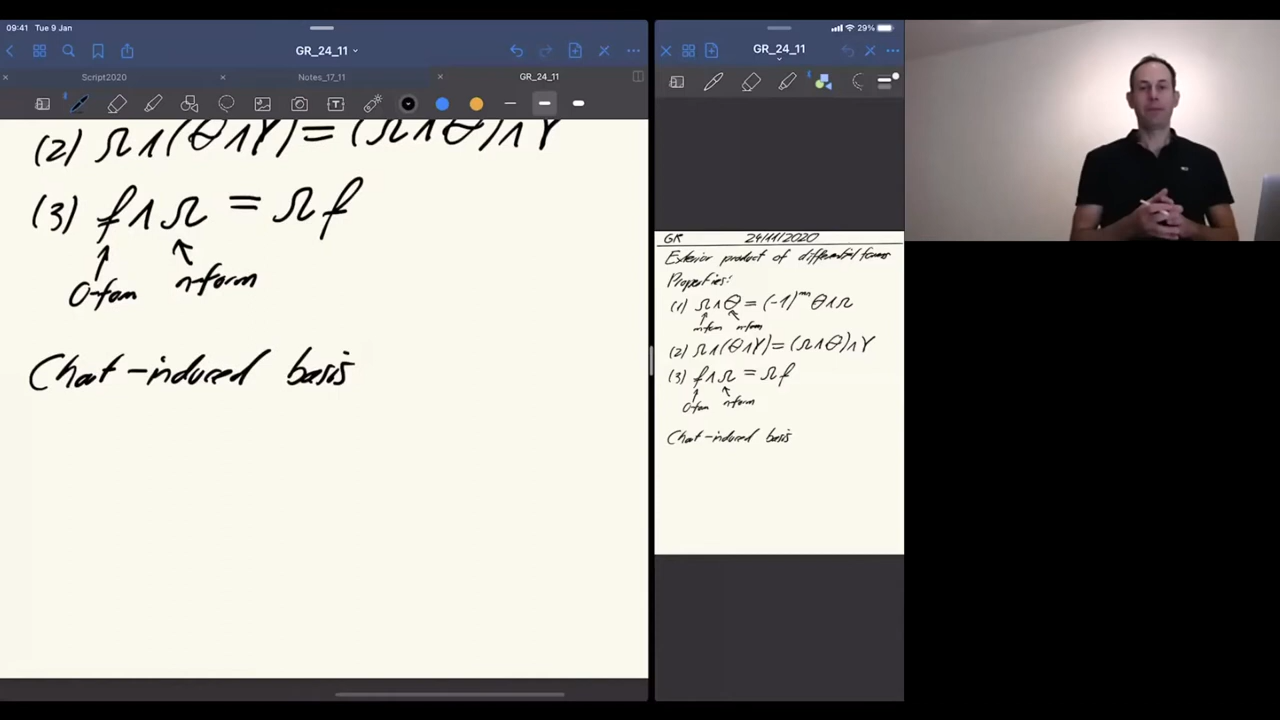 09:41 Tue 9 Jan
GR_24_11
Script2020
Notes_17_11
GR_24_11
(2) Ω∧(θ∧γ) = (Ω∧θ)∧γ
(3) f∧Ω = Ωf
0-form n-form
Chart-induced basis
29%
GR_24_11
GR 24/11/2020
Exterior product of differential forms
Properties:
(1) Ω∧θ = (-1)^mn θ∧Ω
m-form n-form
(2) Ω∧(θ∧γ) = (Ω∧θ)∧γ
(3) f∧Ω = Ωf
0-form n-form
Chart-induced basis